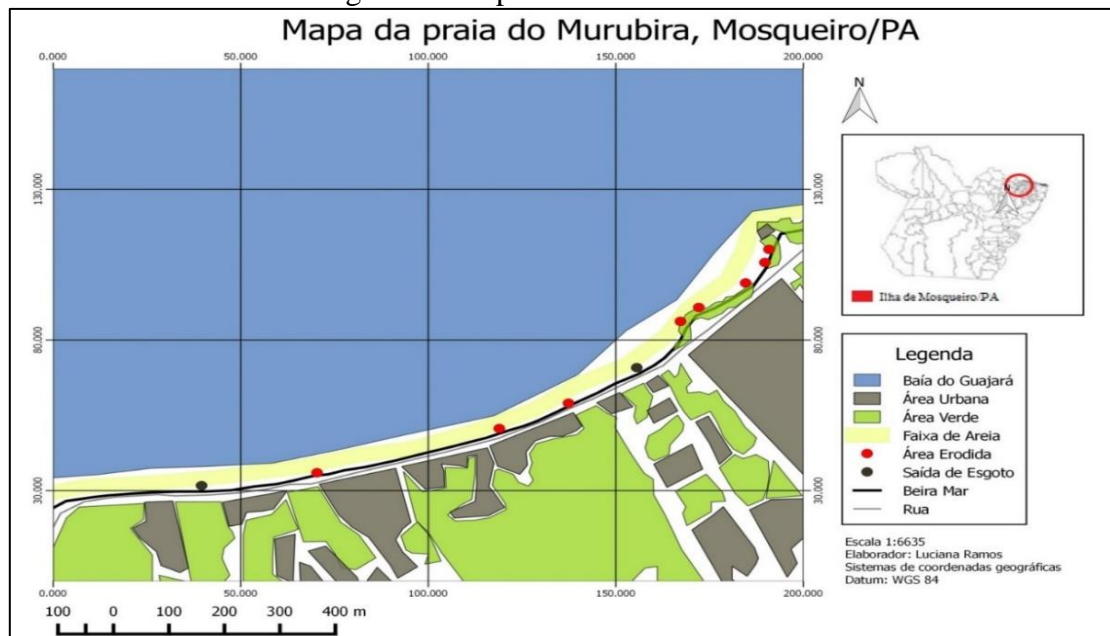 Mapa da praia do Murubira, Mosqueiro/PA
0.000 50.000 100.000 150.000 200.000
N
130.000 130.000
80.000 80.000
30.000 30.000
0.000 50.000 100.000 150.000 200.000
100 0 100 200 300 400 m
Ilha de Mosqueiro/PA
Legenda
Baía do Guajará
Área Urbana
Área Verde
Faixa de Areia
Área Erodida
Saída de Esgoto
Beira Mar
Rua
Escala 1:6635
Elaborador: Luciana Ramos
Sistemas de coordenadas geográficas
Datum: WGS 84